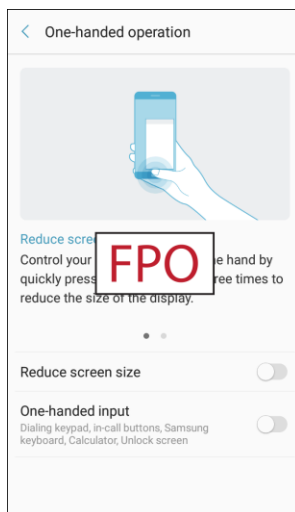 One-handed operation
Reduce scre
Control your e hand by
quickly press ree times to
reduce the size of the display.
FPO
Reduce screen size
One-handed input
Dialing keypad, in-call buttons, Samsung
keyboard, Calculator, Unlock screen